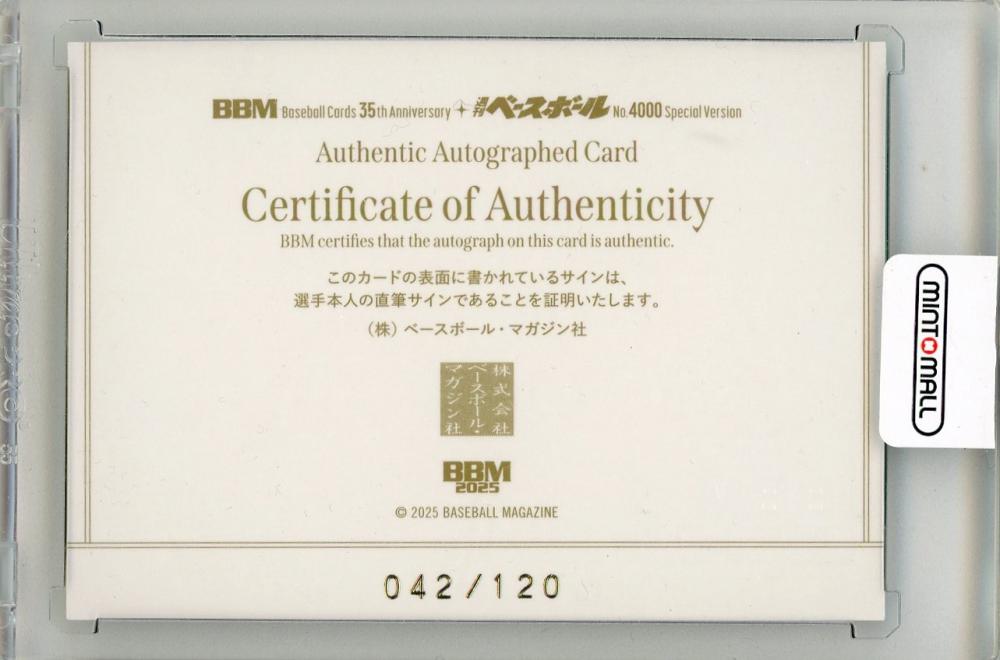 BBM Baseball Cards 35th Anniversary 週刊ベースボール No.4000 Special Version
Authentic Autographed Card
Certificate of Authenticity
BBM certifies that the autograph on this card is authentic.
このカードの表面に書かれているサインは、
選手本人の直筆サインであることを証明いたします。
（株）ベースボール・マガジン社
株式会社
ベースボール・
マガジン社
BBM
2025
© 2025 BASEBALL MAGAZINE
042/120
MINT MALL